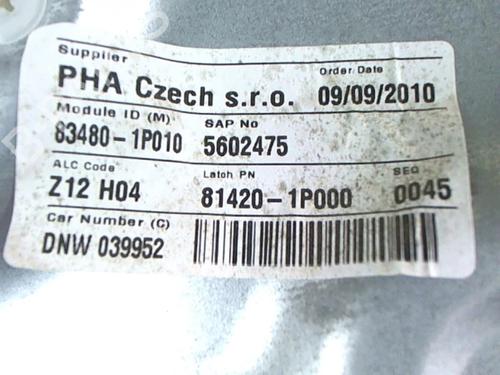 Supplier Order Date
PHA Czech s.r.o. 09/09/2010
Module ID (M) SAP No
83480-1P010 5602475
ALC Code Latch PN SEQ
Z12 H04 81420-1P000 0045
Car Number (C)
DNW 039952